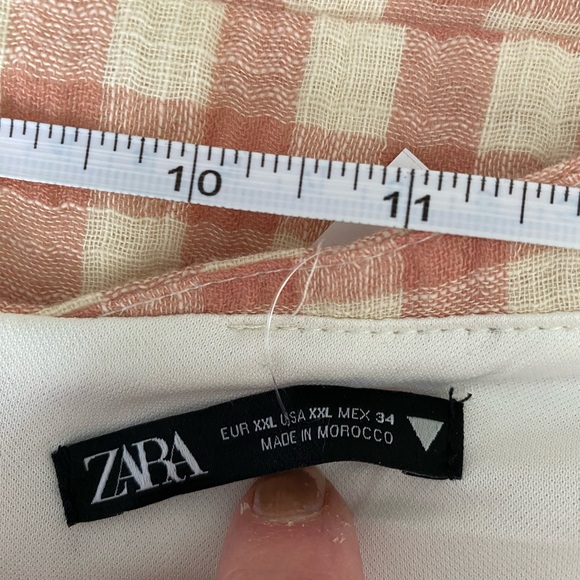 10 11
ZARA
EUR XXL USA XXL MEX 34
MADE IN MOROCCO